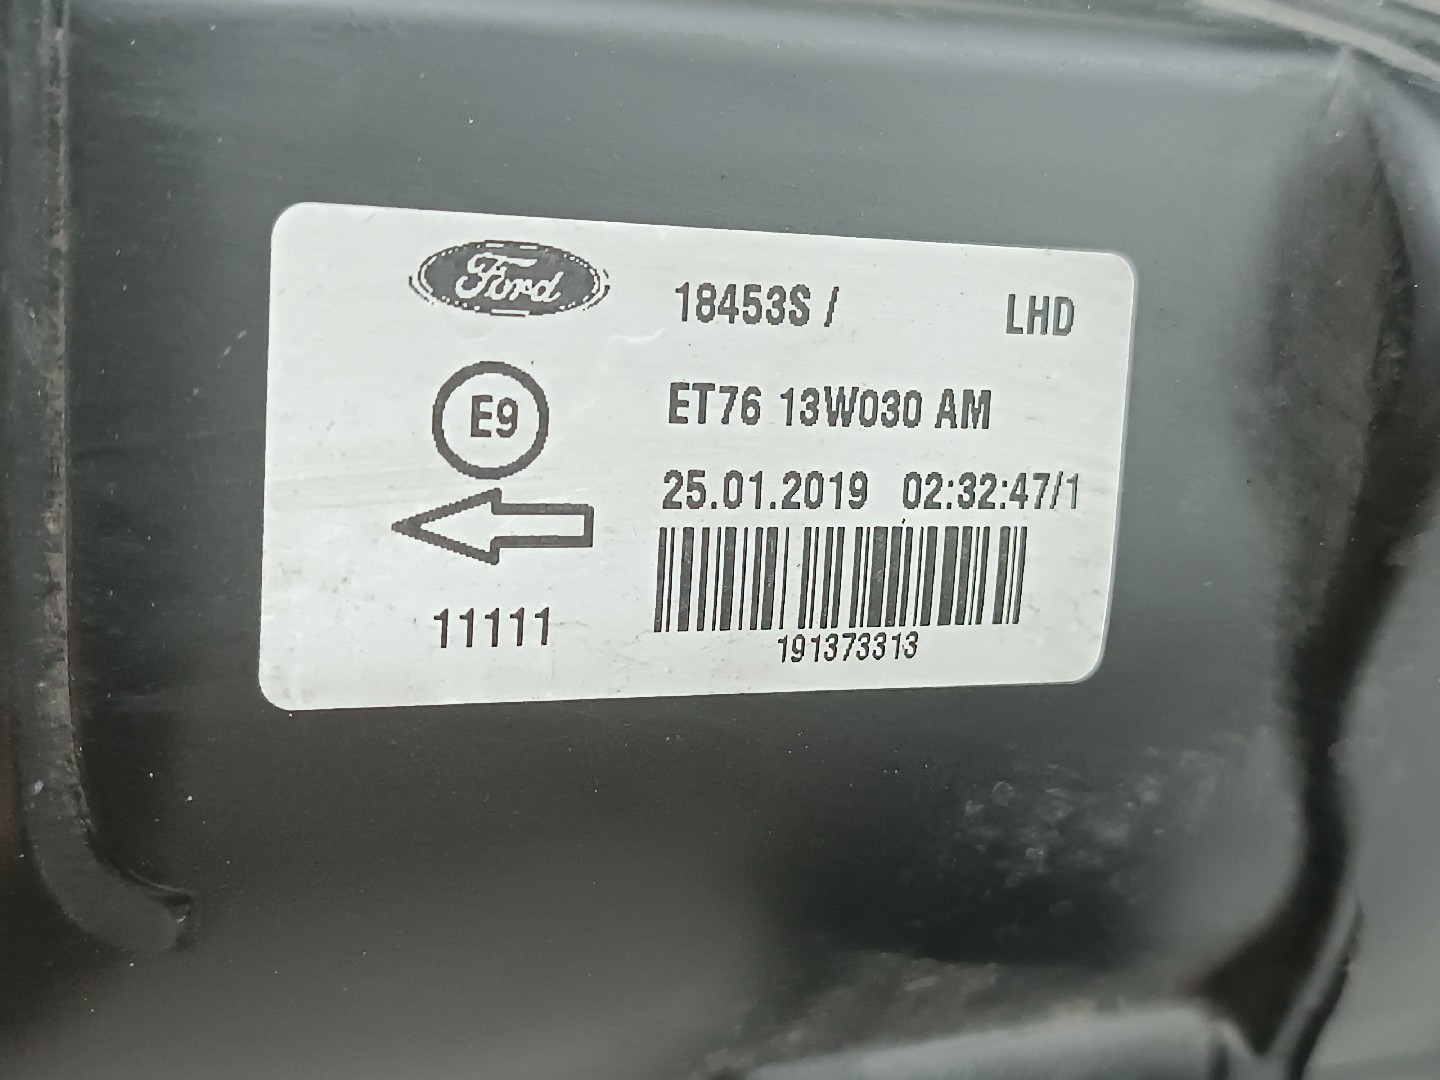 Ford
18453S / LHD
E9
ET76 13W030 AM
25.01.2019 02:32:47/1
11111
191373313